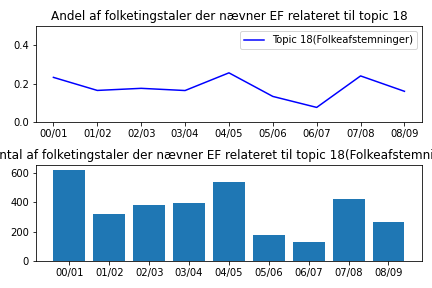 Andel af folketingstaler der nævner EF relateret til topic 18
Topic 18(Folkeafstemninger)
0.4
0.2
0.0
00/01 01/02 02/03 03/04 04/05 05/06 06/07 07/08 08/09
ntal af folketingstaler der nævner EF relateret til topic 18(Folkeafstemni
600
400
200
0
00/01 01/02 02/03 03/04 04/05 05/06 06/07 07/08 08/09